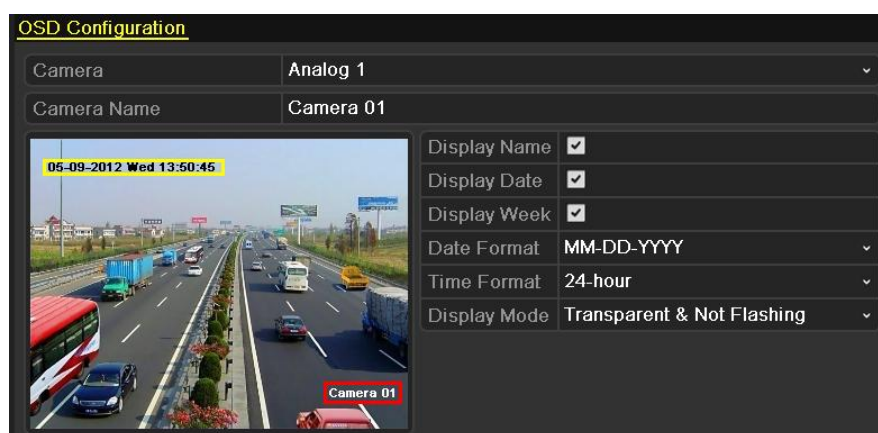 OSD Configuration
Camera Analog 1
Camera Name Camera 01
05-09-2012 Wed 13:50:45
Camera 01
Display Name
Display Date
Display Week
Date Format MM-DD-YYYY
Time Format 24-hour
Display Mode Transparent & Not Flashing